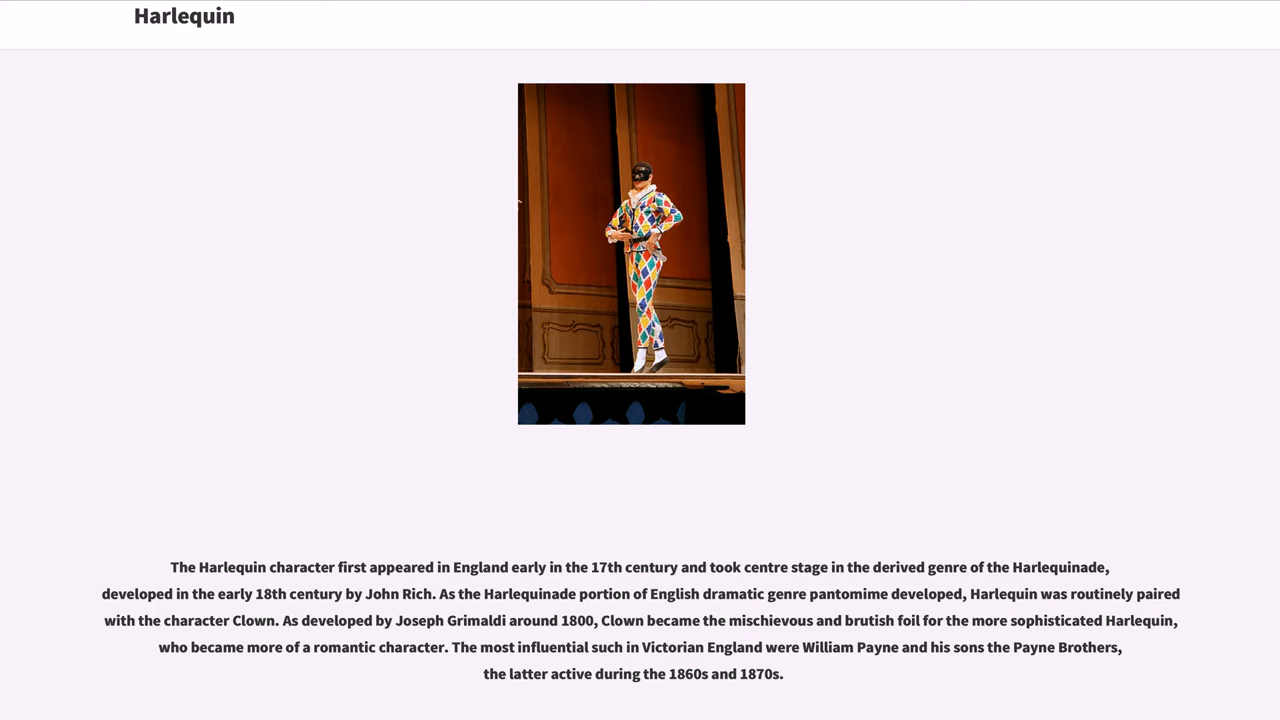 Harlequin
The Harlequin character first appeared in England early in the 17th century and took centre stage in the derived genre of the Harlequinade,
developed in the early 18th century by John Rich. As the Harlequinade portion of English dramatic genre pantomime developed, Harlequin was routinely paired
with the character Clown. As developed by Joseph Grimaldi around 1800, Clown became the mischievous and brutish foil for the more sophisticated Harlequin,
who became more of a romantic character. The most influential such in Victorian England were William Payne and his sons the Payne Brothers,
the latter active during the 1860s and 1870s.